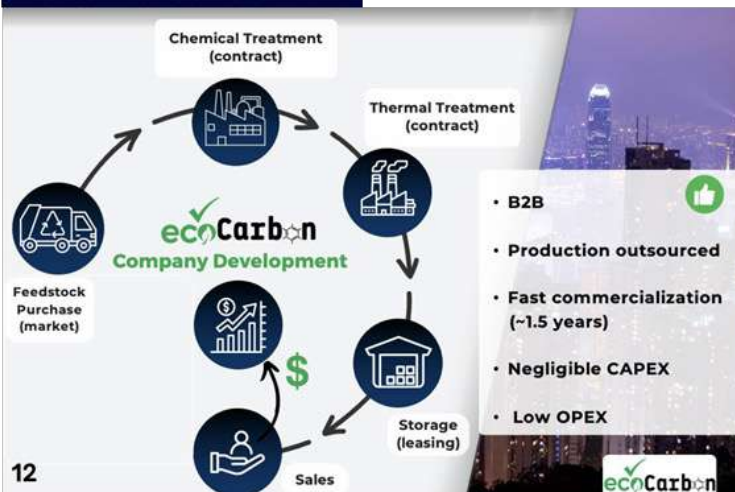 Chemical Treatment
(contract)
Thermal Treatment
(contract)
ecoCarbon
Company Development
Feedstock
Purchase
(market)
$
$
Storage
(leasing)
Sales
12
• B2B
• Production outsourced
• Fast commercialization
(~1.5 years)
• Negligible CAPEX
• Low OPEX
ecoCarbon